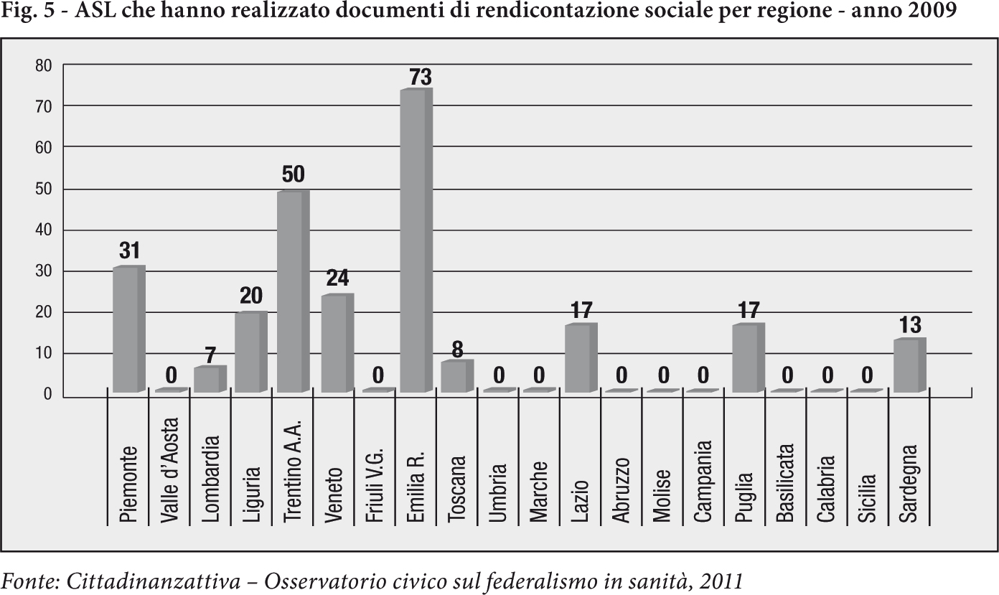 Fig. 5 - ASL che hanno realizzato documenti di rendicontazione sociale per regione - anno 2009
80
70
60
50
40
30
20
10
0
31
0
7
20
50
24
0
73
8
0
0
17
0
0
0
17
0
0
0
13
Piemonte
Valle d'Aosta
Lombardia
Liguria
Trentino A.A.
Veneto
Friuli V.G.
Emilia R.
Toscana
Umbria
Marche
Lazio
Abruzzo
Molise
Campania
Puglia
Basilicata
Calabria
Sicilia
Sardegna
Fonte: Cittadinanzattiva – Osservatorio civico sul federalismo in sanità, 2011